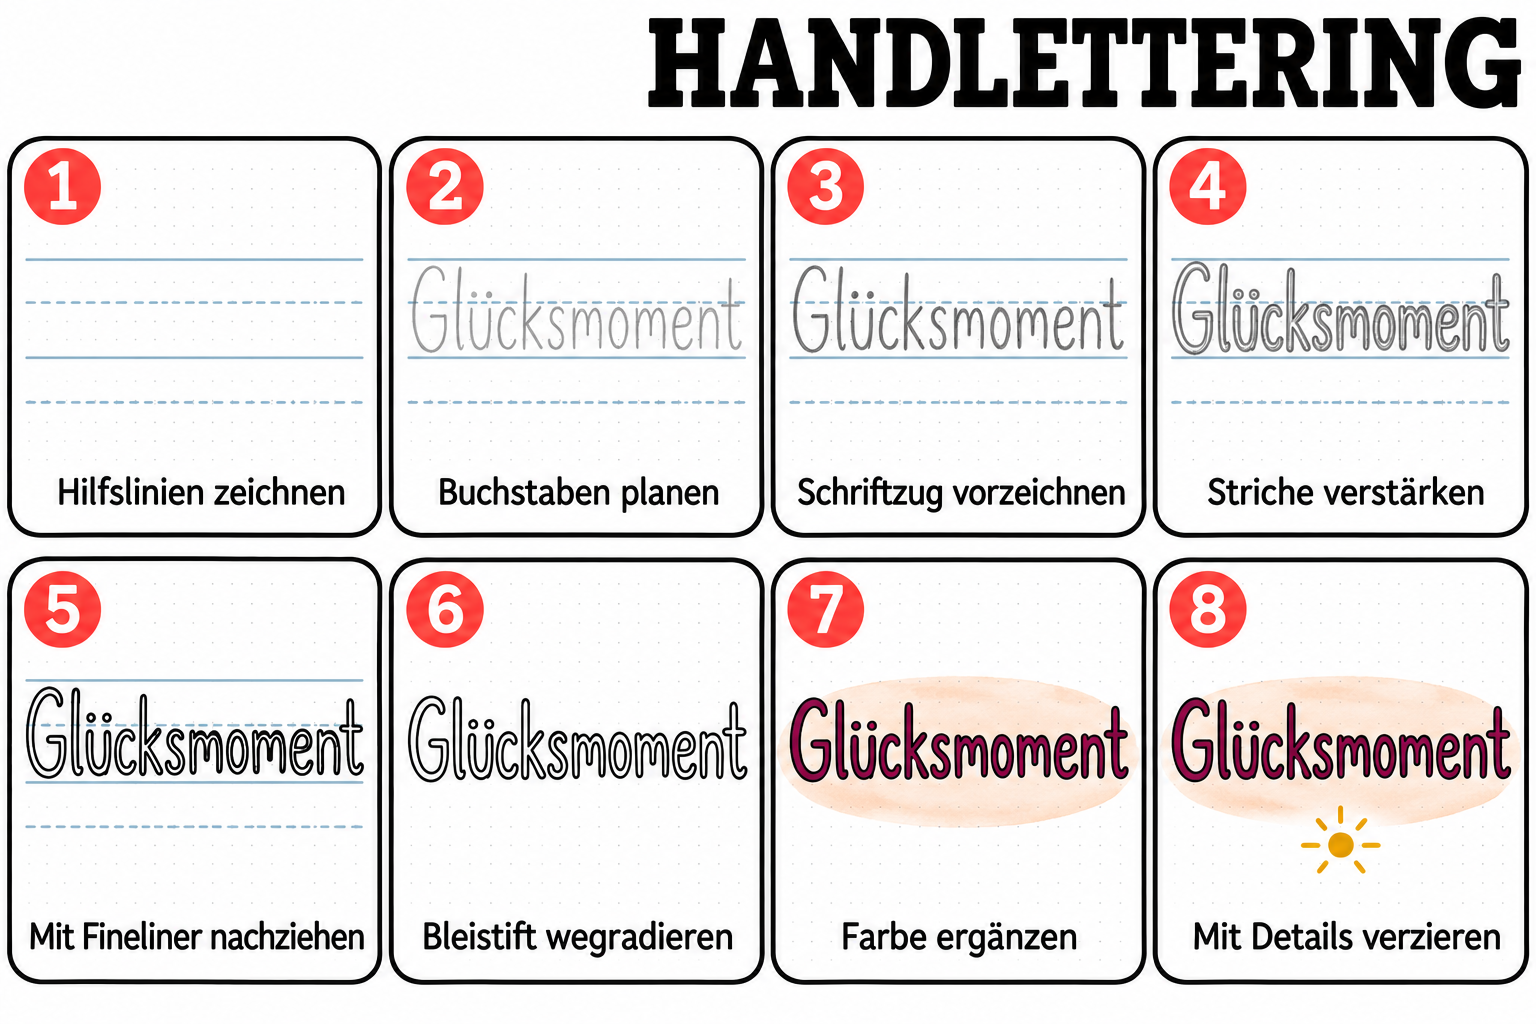 HANDLETTERING
1
Hilfslinien zeichnen
2
Glücksmoment
Buchstaben planen
3
Glücksmoment
Schriftzug vorzeichnen
4
Glücksmoment
Striche verstärken
5
Glücksmoment
Mit Fineliner nachziehen
6
Glücksmoment
Bleistift wegradieren
7
Glücksmoment
Farbe ergänzen
8
Glücksmoment
Mit Details verzieren